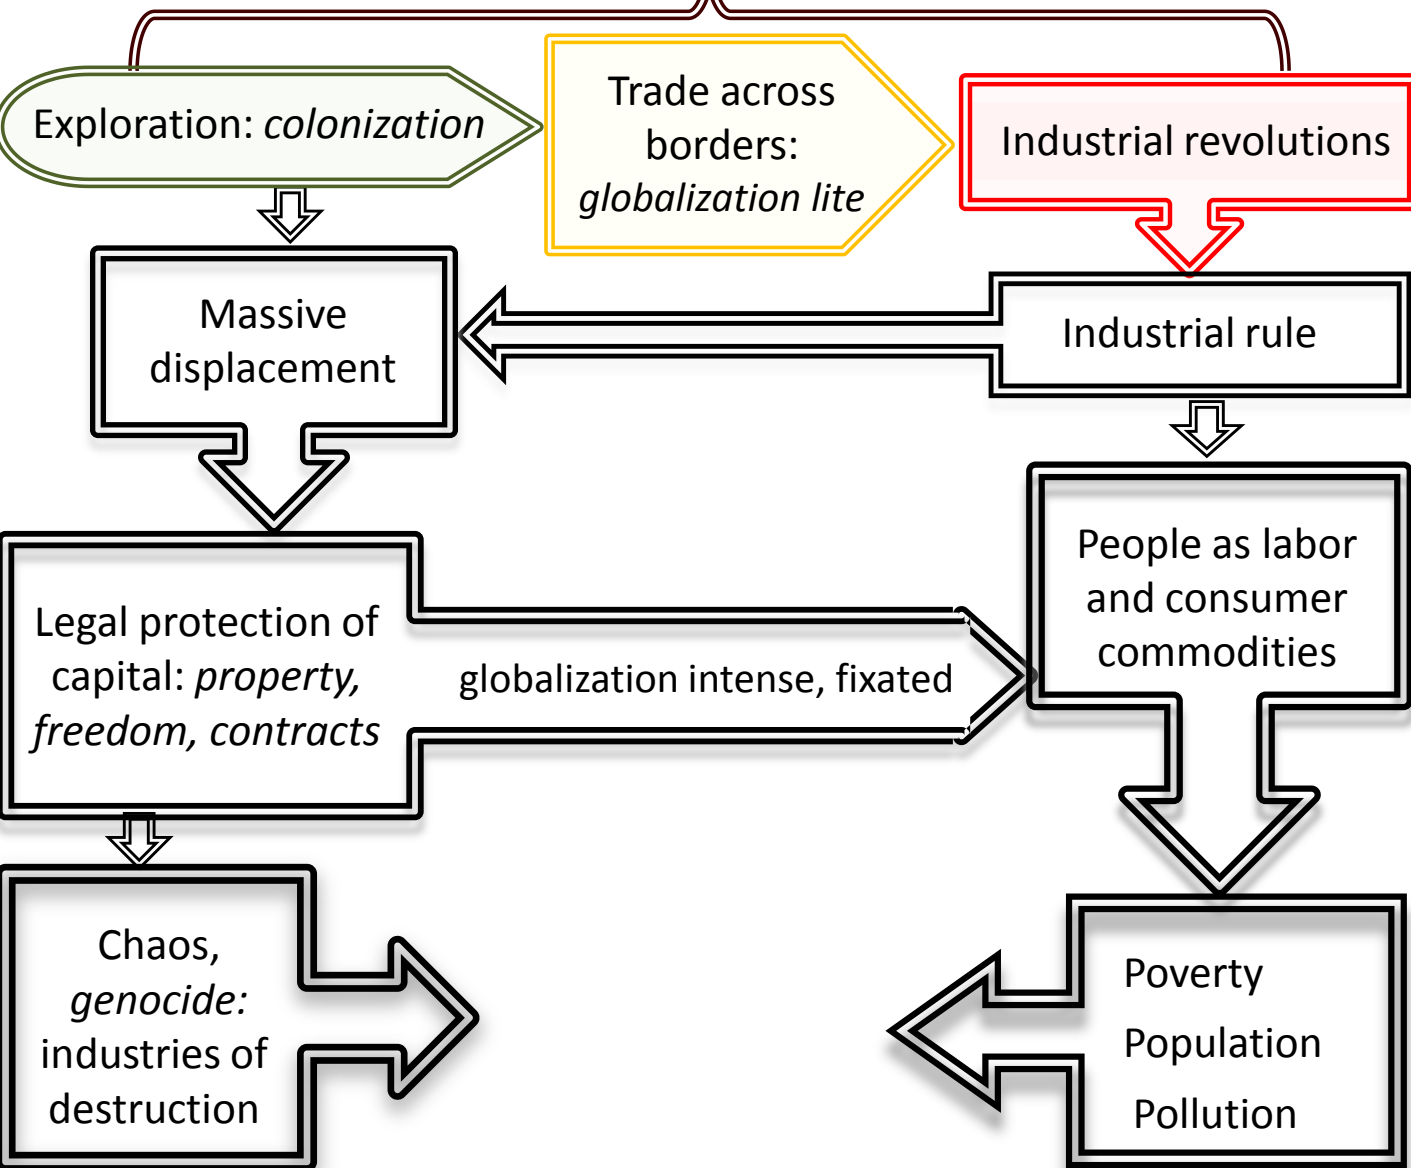 Exploration: colonization
Trade across
borders:
globalization lite
Industrial revolutions
Massive
displacement
Industrial rule
Legal protection of
capital: property,
freedom, contracts
globalization intense, fixated
People as labor
and consumer
commodities
Chaos,
genocide:
industries of
destruction
Poverty
Population
Pollution